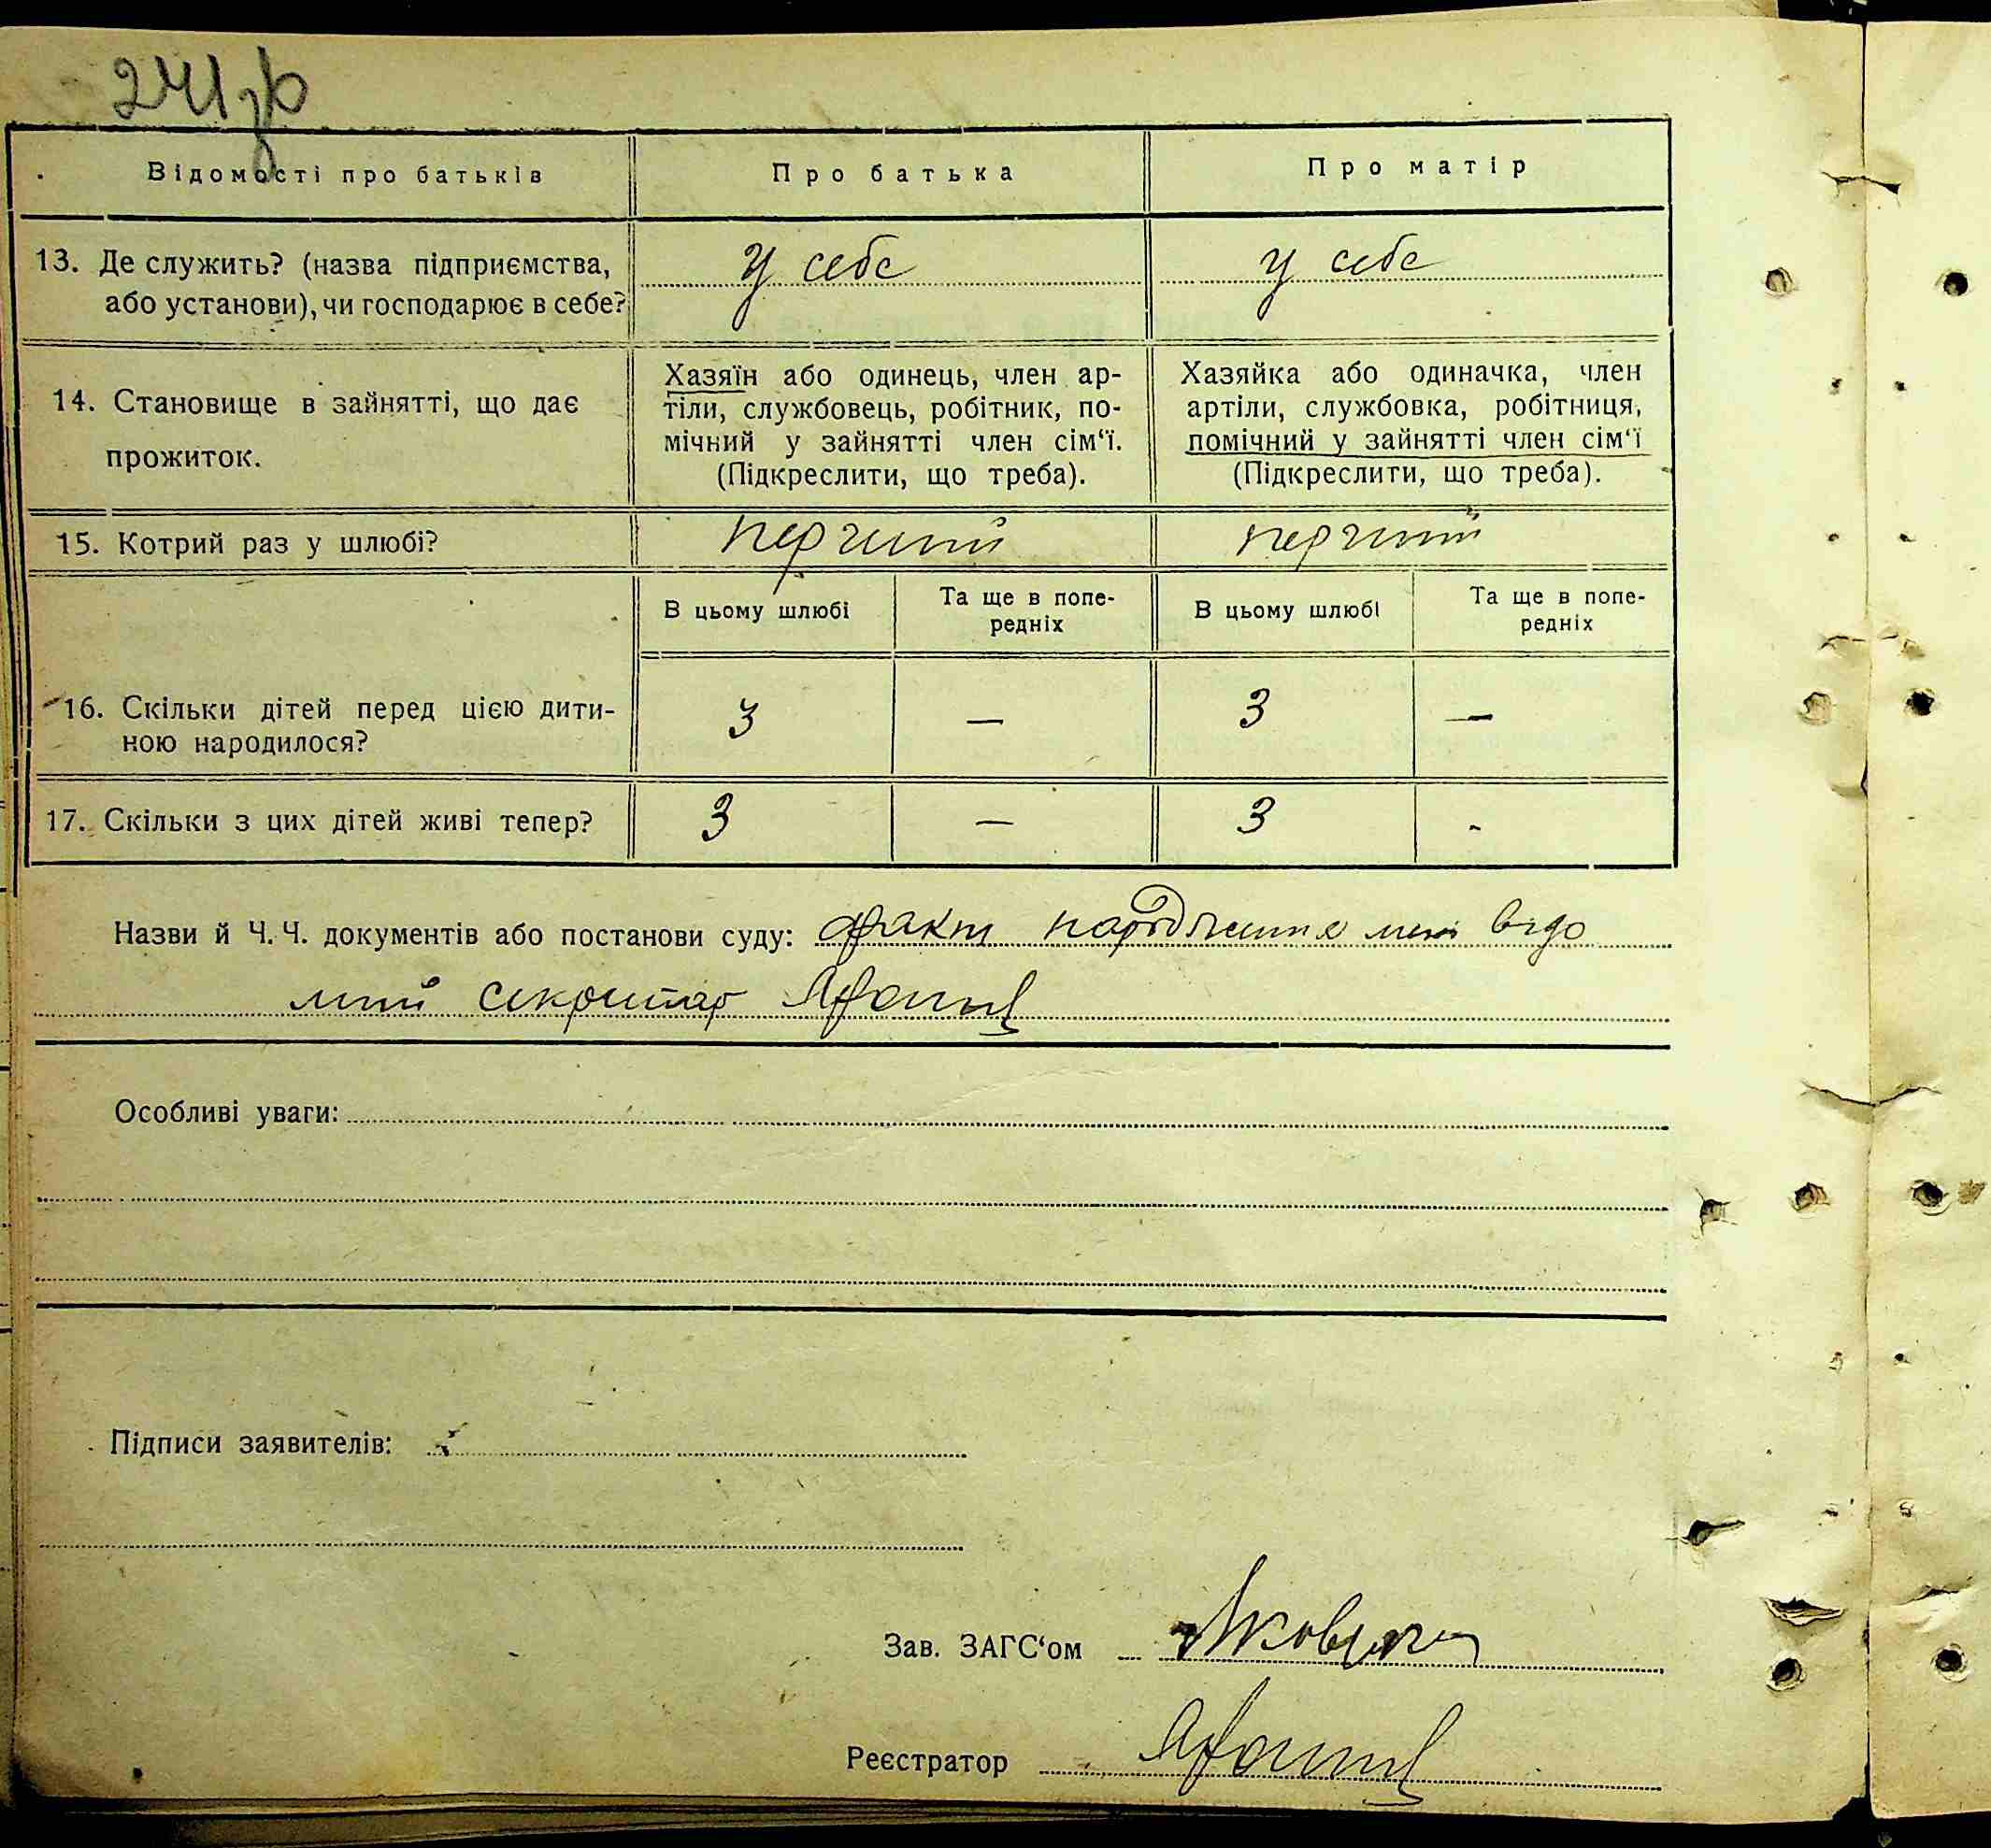 241зв
Відомості про батьків
Про батька
Про матір
13. Де служить? (назва підприємства,
або установи), чи господарює в себе?
У себе
У себе
14. Становище в зайнятті, що дає
прожиток.
Хазяїн або одинець, член ар-
тіли, службовець, робітник, по-
мічний у зайнятті член сім‘ї.
(Підкреслити, що треба).
Хазяйка або одиначка, член
артіли, службовка, робітниця,
помічний у зайнятті член сім‘ї
(Підкреслити, що треба).
15. Котрий раз у шлюбі?
перший
перший
В цьому шлюбі
Та ще в попе-
редніх
В цьому шлюбі
Та ще в попе-
редніх
16. Скільки дітей перед цією дити-
ною народилося?
3
—
3
—
17. Скільки з цих дітей живі тепер?
3
—
3
-
Назви й Ч. Ч. документів або постанови суду: факт народження мені відо
мий секретар
Особливі уваги:
Підписи заявителів:
Зав. ЗАГС‘ом
Реєстратор